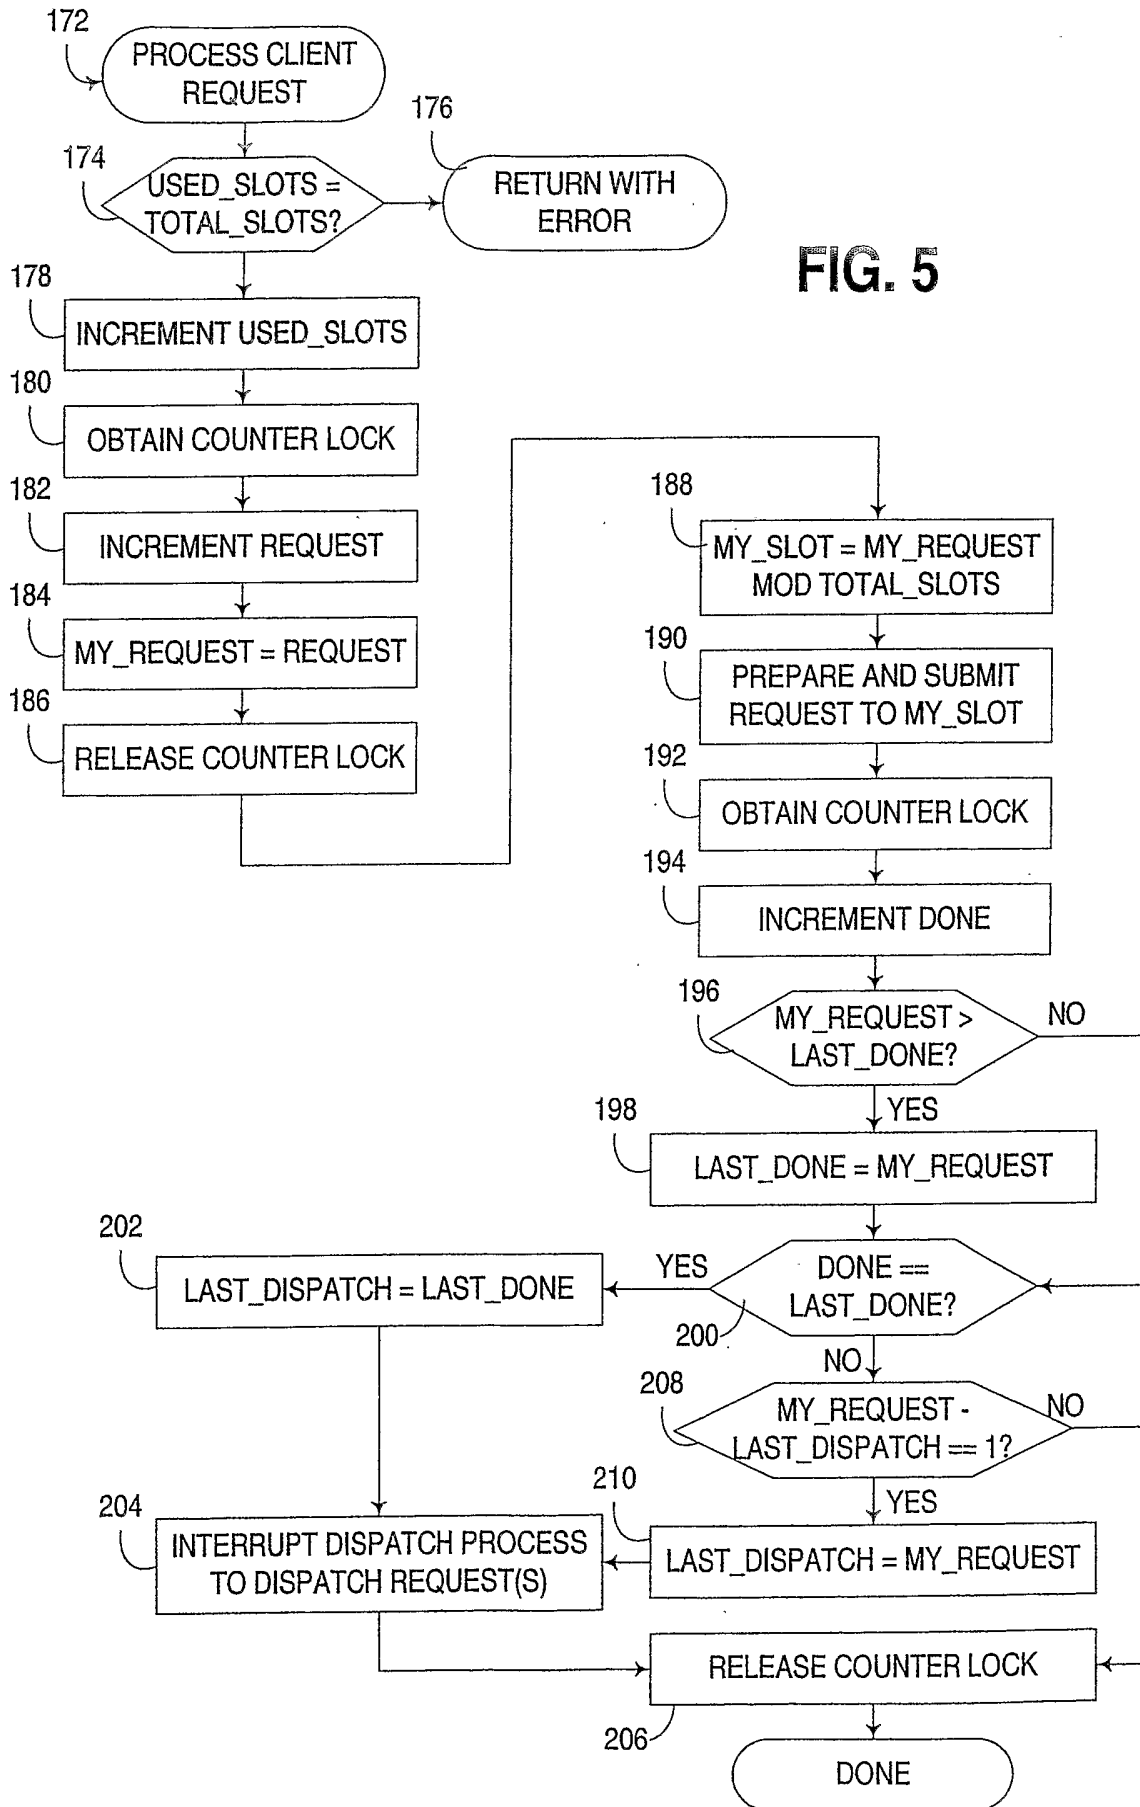 172
PROCESS CLIENT
REQUEST
174
USED_SLOTS =
TOTAL_SLOTS?
176
RETURN WITH
ERROR
FIG. 5
178
INCREMENT USED_SLOTS
180
OBTAIN COUNTER LOCK
182
INCREMENT REQUEST
184
MY_REQUEST = REQUEST
186
RELEASE COUNTER LOCK
188
MY_SLOT = MY_REQUEST
MOD TOTAL_SLOTS
190
PREPARE AND SUBMIT
REQUEST TO MY_SLOT
192
OBTAIN COUNTER LOCK
194
INCREMENT DONE
196
MY_REQUEST >
LAST_DONE?
NO
YES
198
LAST_DONE = MY_REQUEST
200
DONE ==
LAST_DONE?
YES
202
LAST_DISPATCH = LAST_DONE
NO
208
MY_REQUEST -
LAST_DISPATCH == 1?
NO
YES
210
LAST_DISPATCH = MY_REQUEST
204
INTERRUPT DISPATCH PROCESS
TO DISPATCH REQUEST(S)
RELEASE COUNTER LOCK
206
DONE